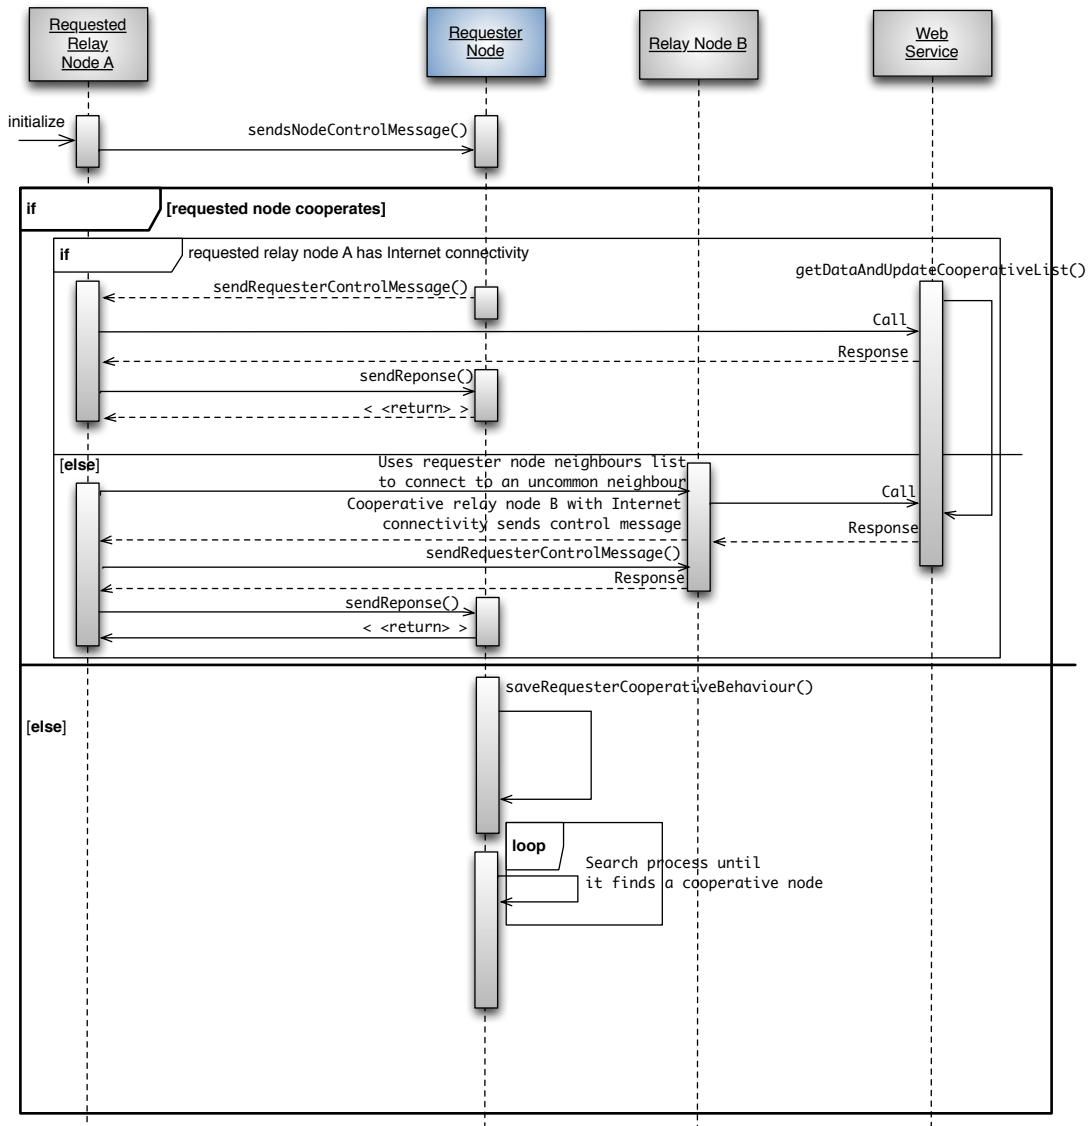 Requested
Relay
Node A
Requester
Node
Relay Node B
Web
Service
initialize
sendsNodeControlMessage()
if
[requested node cooperates]
if
requested relay node A has Internet connectivity
getDataAndUpdateCooperativeList()
sendRequesterControlMessage()
Call
Response
sendReponse()
< <return> >
[else]
Uses requester node neighbours list
to connect to an uncommon neighbour
Call
Cooperative relay node B with Internet
connectivity sends control message
Response
sendRequesterControlMessage()
Response
sendReponse()
< <return> >
saveRequesterCooperativeBehaviour()
[else]
loop
Search process until
it finds a cooperative node